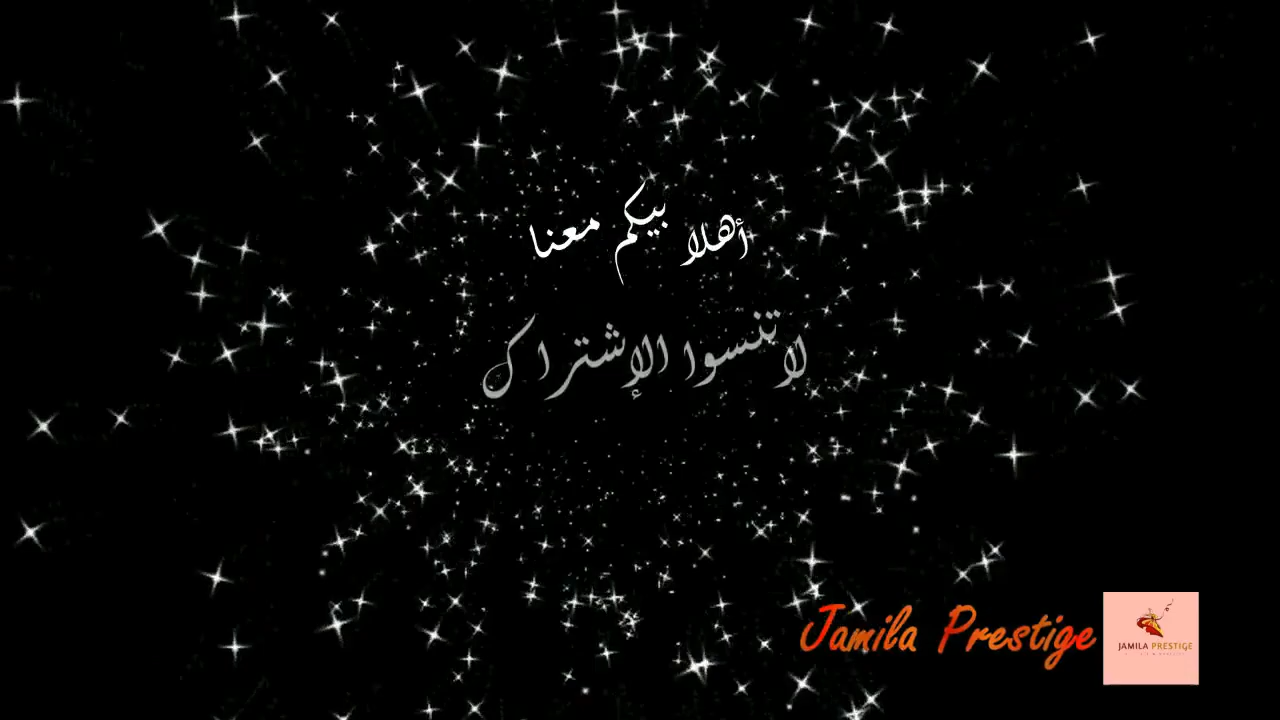 أهلا بيكم معنا
لا تنسوا الإشتراك
Jamila Prestige
JAMILA PRESTIGE